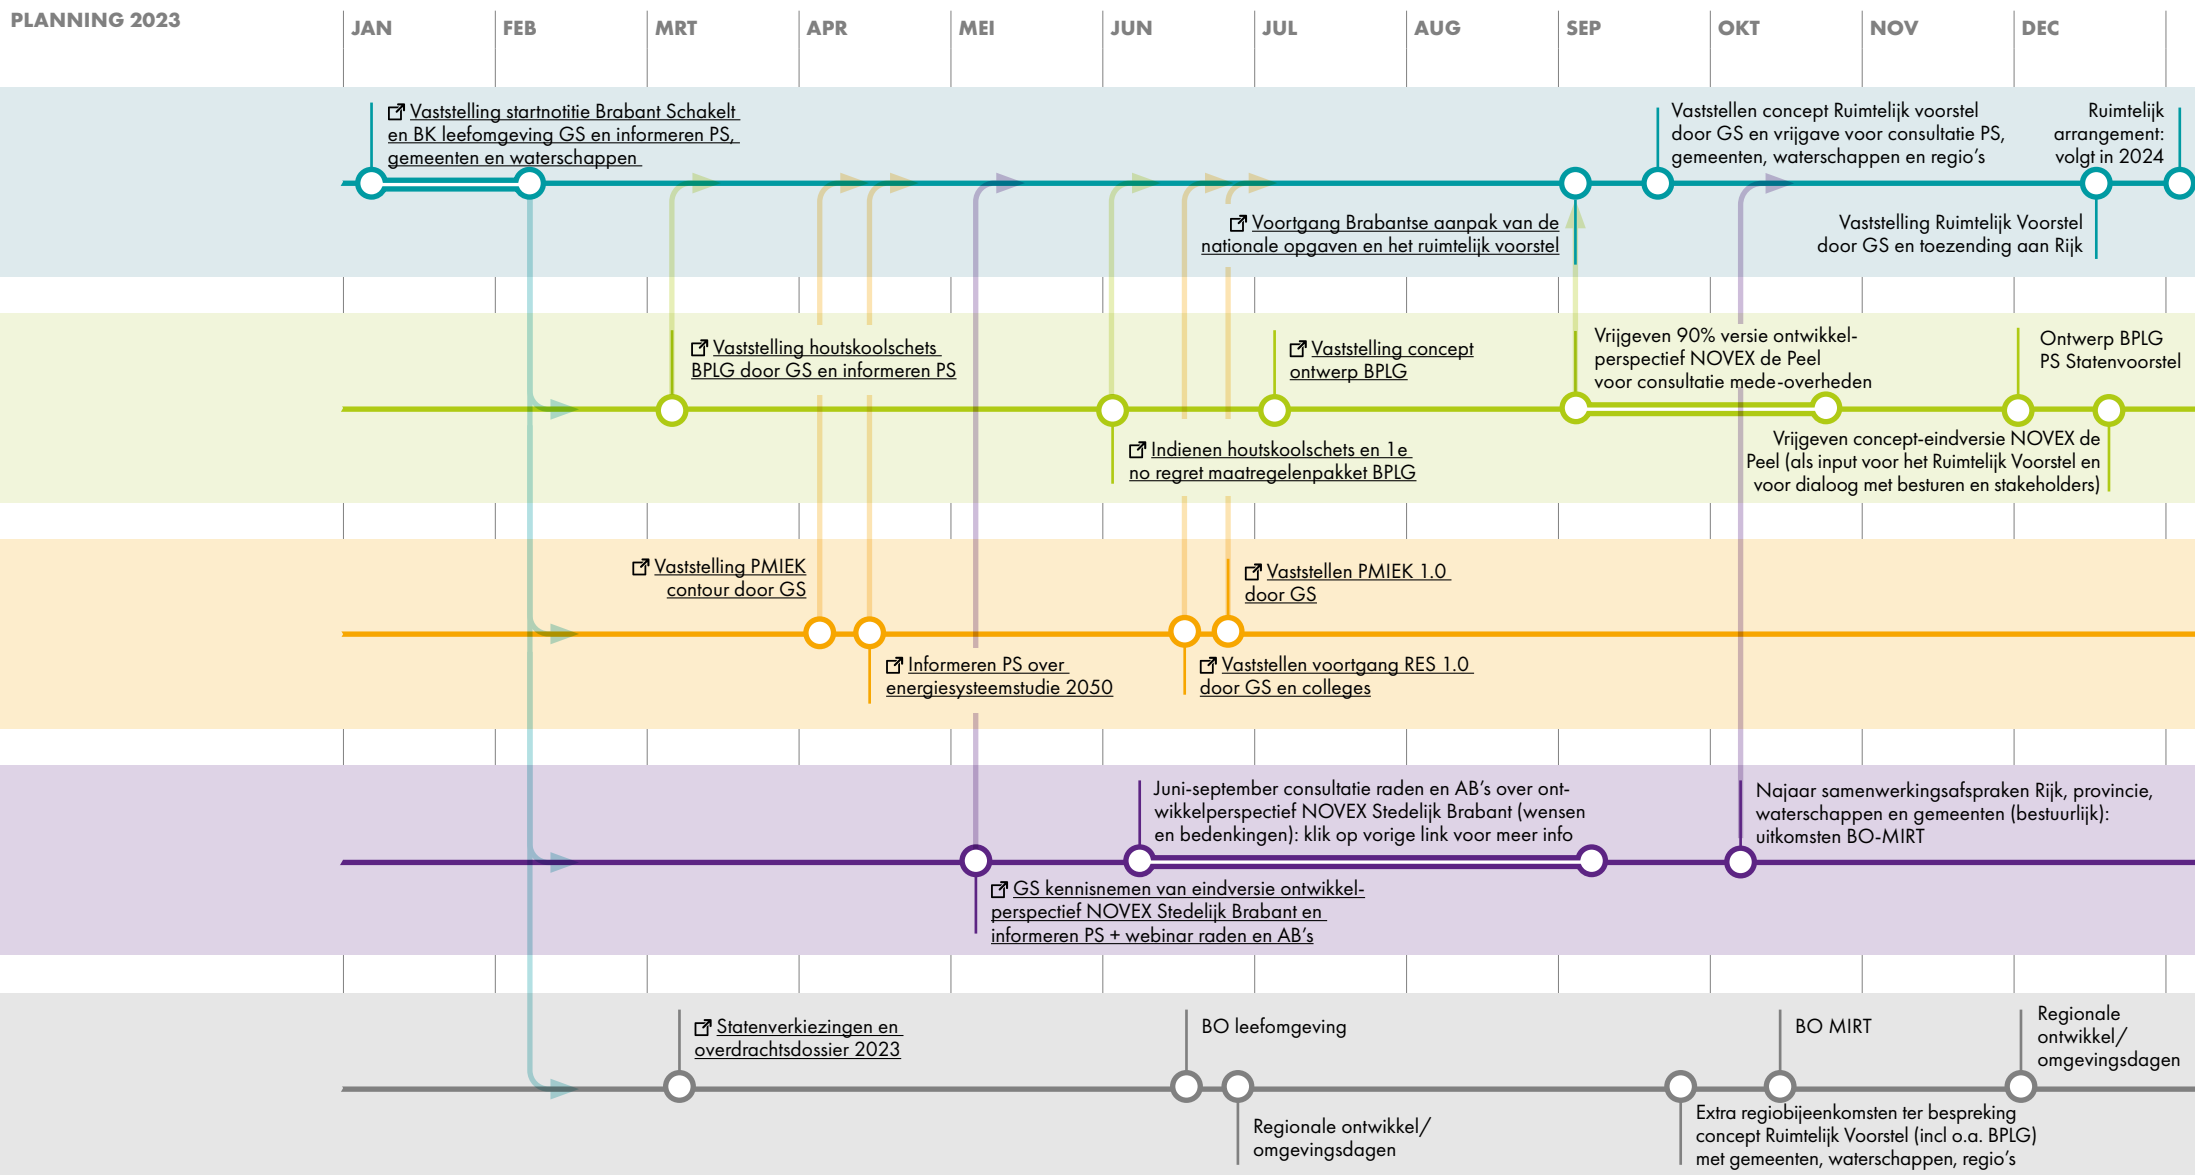 PLANNING 2023
JAN
FEB
MRT
APR
MEI
JUN
JUL
AUG
SEP
OKT
NOV
DEC
Vaststelling startnotitie Brabant Schakelt
en BK leefomgeving GS en informeren PS,
gemeenten en waterschappen
Vaststellen concept Ruimtelijk voorstel
door GS en vrijgave voor consultatie PS,
gemeenten, waterschappen en regio's
Ruimtelijk
arrangement:
volgt in 2024
Voortgang Brabantse aanpak van de
nationale opgaven en het ruimtelijk voorstel
Vaststelling Ruimtelijk Voorstel
door GS en toezending aan Rijk
Vaststelling houtskoolschets
BPLG door GS en informeren PS
Vaststelling concept
ontwerp BPLG
Vrijgeven 90% versie ontwikkel-
perspectief NOVEX de Peel
voor consultatie mede-overheden
Ontwerp BPLG
PS Statenvoorstel
Indienen houtskoolschets en 1e
no regret maatregelenpakket BPLG
Vrijgeven concept-eindversie NOVEX de
Peel (als input voor het Ruimtelijk Voorstel en
voor dialoog met besturen en stakeholders)
Vaststelling PMIEK
contour door GS
Vaststellen PMIEK 1.0
door GS
Informeren PS over
energiesysteemstudie 2050
Vaststellen voortgang RES 1.0
door GS en colleges
Juni-september consultatie raden en AB's over ont-
wikkelperspectief NOVEX Stedelijk Brabant (wensen
en bedenkingen): klik op vorige link voor meer info
Najaar samenwerkingsafspraken Rijk, provincie,
waterschappen en gemeenten (bestuurlijk):
uitkomsten BO-MIRT
GS kennisnemen van eindversie ontwikkel-
perspectief NOVEX Stedelijk Brabant en
informeren PS + webinar raden en AB's
Statenverkiezingen en
overdrachtsdossier 2023
BO leefomgeving
BO MIRT
Regionale
ontwikkel/
omgevingsdagen
Regionale ontwikkel/
omgevingsdagen
Extra regiobijeenkomsten ter bespreking
concept Ruimtelijk Voorstel (incl o.a. BPLG)
met gemeenten, waterschappen, regio's